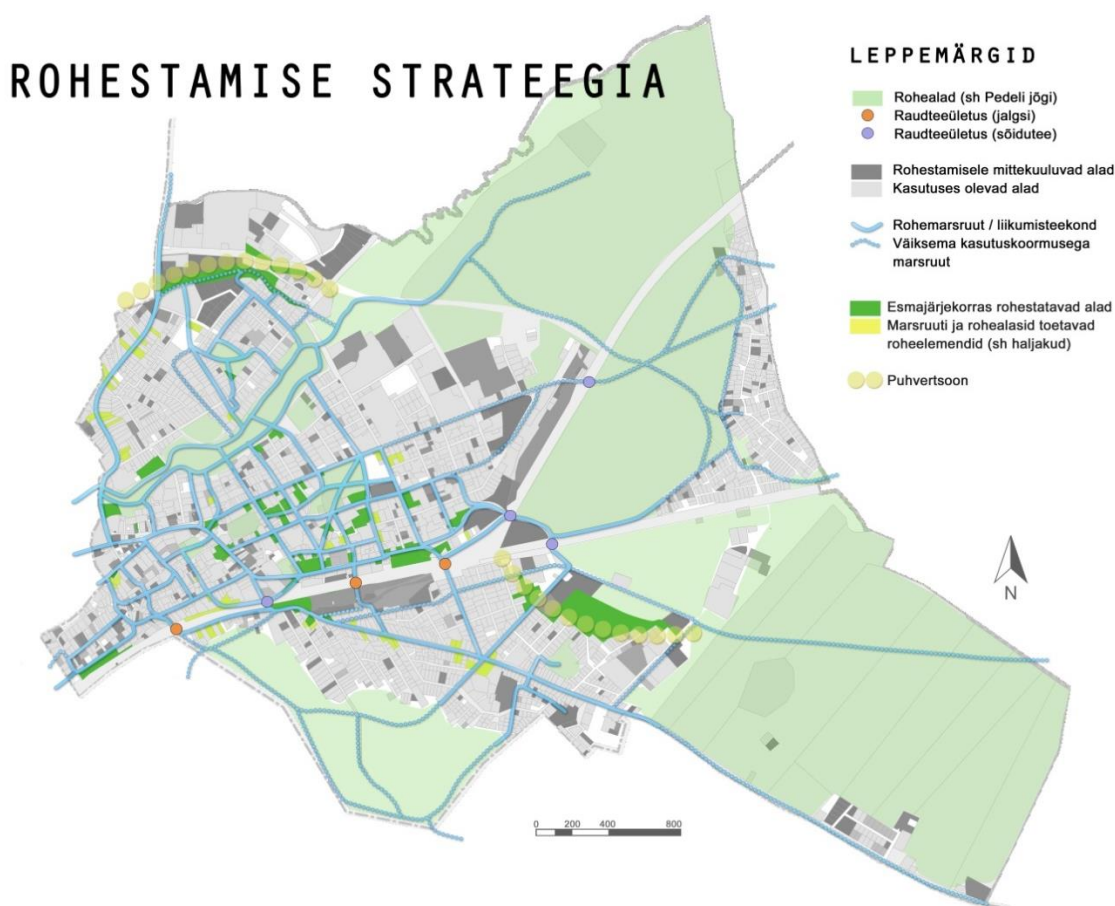 ROHESTAMISE STRATEEGIA
LEPPEMÄRGID
Rohealad (sh Pedeli jõgi)
Raudteeületus (jalgsi)
Raudteeületus (sõidutee)
Rohestamisele mittekuuluvad alad
Kasutuses olevad alad
Rohemarsruut / liikumisteekond
Väiksema kasutuskoormusega
marsruut
Esmajärjekorras rohestatavad alad
Marsruuti ja rohealasid toetavad
roheelemendid (sh haljakud)
Puhvertsoon
N
0 200 400 800